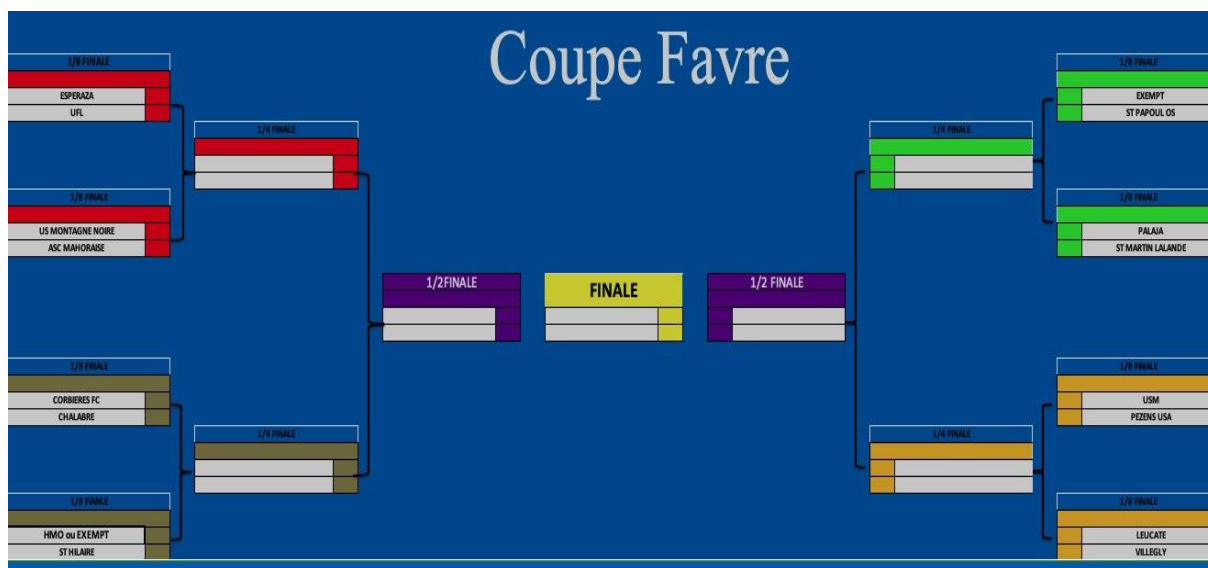 Coupe Favre
1/8 FINALE
ESPERAZA
UFL
1/4 FINALE
1/8 FINALE
US MONTAGNE NOIRE
ASC MAHORAISE
1/2FINALE
1/8 FINALE
CORBIERES FC
CHALABRE
1/4 FINALE
1/8 FIANLE
HMO ou EXEMPT
ST HILAIRE
FINALE
1/8 FINALE
EXEMPT
ST PAPOUL OS
1/4 FINALE
1/8 FINALE
PALAJA
ST MARTIN LALANDE
1/2 FINALE
1/8 FINALE
USM
PEZENS USA
1/4 FINALE
1/8 FINALE
LEUCATE
VILLEGLY